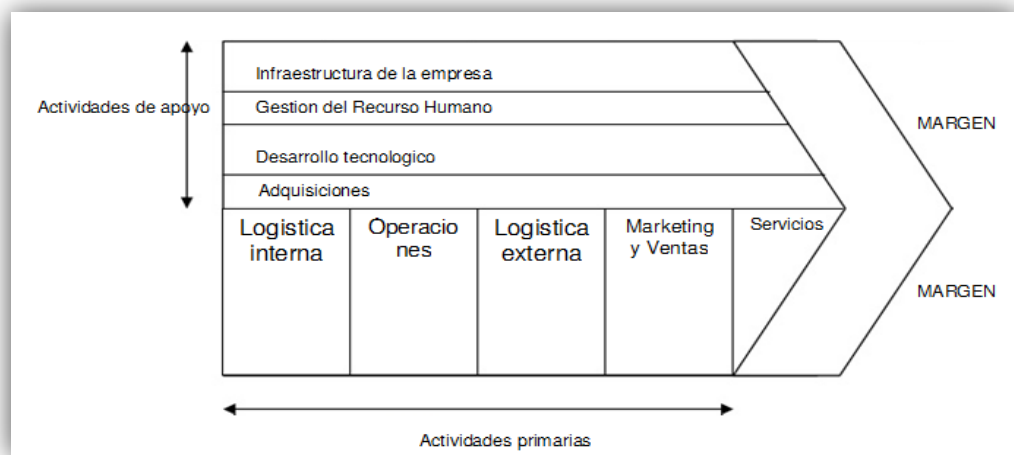 Infraestructura de la empresa
Actividades de apoyo
Gestion del Recurso Humano
MARGEN
Desarrollo tecnologico
Adquisiciones
Logistica
interna
Operacio
nes
Logistica
externa
Marketing
y Ventas
Servicios
MARGEN
Actividades primarias